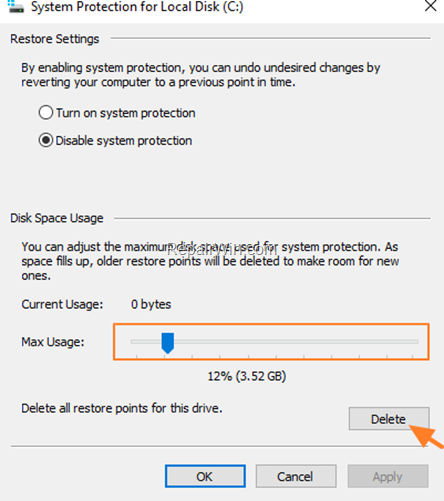 System Protection for Local Disk (C:)
Restore Settings
By enabling system protection, you can undo undesired changes by
reverting your computer to a previous point in time.
Turn on system protection
Disable system protection
Disk Space Usage
You can adjust the maximum disk space used for system protection. As
RepairWin.com
space fills up, older restore points will be deleted to make room for new
ones.
Current Usage: 0 bytes
Max Usage:
12% (3.52 GB)
Delete all restore points for this drive.
Delete
OK Cancel Apply